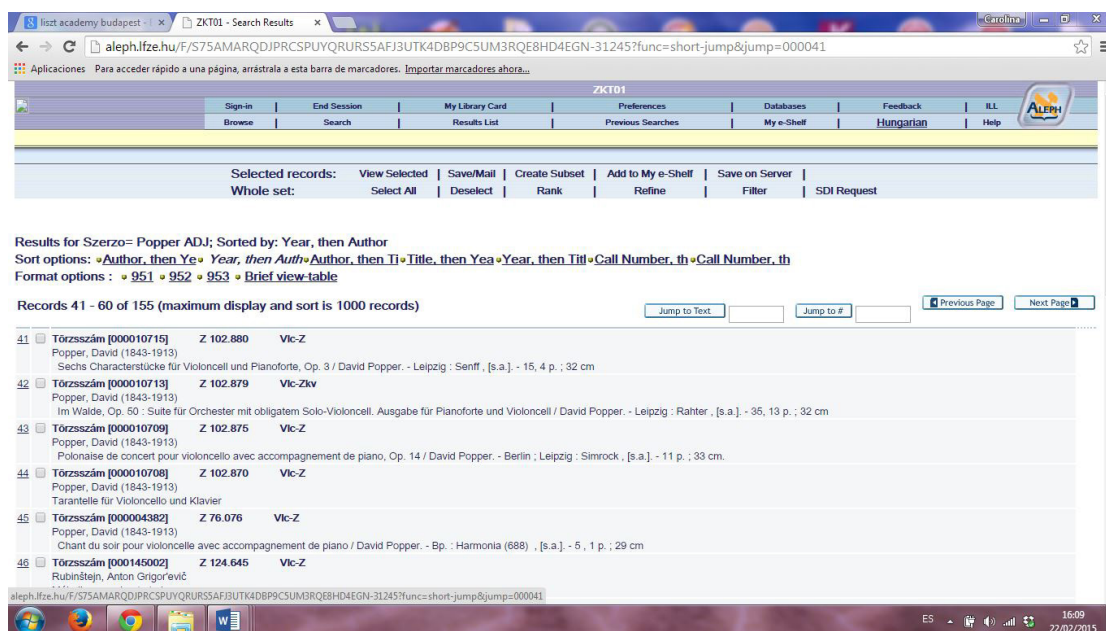 liszt academy budapest -
ZKT01 - Search Results
Carolina
aleph.lfze.hu/F/S75AMARQDJPRCSPUYQRURS5AFJ3UTK4DBP9C5UM3RQE8HD4EGN-31245?func=short-jump&jump=000041
Aplicaciones Para acceder rápido a una página, arrástrala a esta barra de marcadores. Importar marcadores ahora...
ZKT01
Sign-in | End Session | My Library Card | Preferences | Databases | Feedback | ILL
ALEPH
Browse | Search | Results List | Previous Searches | My e-Shelf | Hungarian | Help
Selected records: View Selected | Save/Mail | Create Subset | Add to My e-Shelf | Save on Server |
Whole set: Select All | Deselect | Rank | Refine | Filter | SDI Request
Results for Szerzo= Popper ADJ; Sorted by: Year, then Author
Sort options: Author, then Ye Year, then Auth Author, then Ti Title, then Yea Year, then Titl Call Number, th Call Number, th
Format options : 951 952 953 Brief view-table
Records 41 - 60 of 155 (maximum display and sort is 1000 records)
Jump to Text Jump to # Previous Page Next Page
41 Törzsszám [000010715] Z 102.880 Vlc-Z
Popper, David (1843-1913)
Sechs Characterstücke für Violoncell und Pianoforte, Op. 3 / David Popper. - Leipzig : Senff , [s.a.]. - 15, 4 p. ; 32 cm
42 Törzsszám [000010713] Z 102.879 Vlc-Zkv
Popper, David (1843-1913)
Im Walde, Op. 50 : Suite für Orchester mit obligatem Solo-Violoncell. Ausgabe für Pianoforte und Violoncell / David Popper. - Leipzig : Rahter , [s.a.]. - 35, 13 p. ; 32 cm
43 Törzsszám [000010709] Z 102.875 Vlc-Z
Popper, David (1843-1913)
Polonaise de concert pour violoncello avec accompagnement de piano, Op. 14 / David Popper. - Berlin ; Leipzig : Simrock , [s.a.]. - 11 p. ; 33 cm.
44 Törzsszám [000010708] Z 102.870 Vlc-Z
Popper, David (1843-1913)
Tarantelle für Violoncello und Klavier
45 Törzsszám [000004382] Z 76.076 Vlc-Z
Popper, David (1843-1913)
Chant du soir pour violoncelle avec accompagnement de piano / David Popper. - Bp. : Harmonia (688) , [s.a.]. - 5 , 1 p. ; 29 cm
46 Törzsszám [000145002] Z 124.645 Vlc-Z
Rubinštejn, Anton Grigor'evič
aleph.lfze.hu/F/S75AMARQDJPRCSPUYQRURS5AFJ3UTK4DBP9C5UM3RQE8HD4EGN-31245?func=short-jump&jump=000041
ES 16:09
22/02/2015